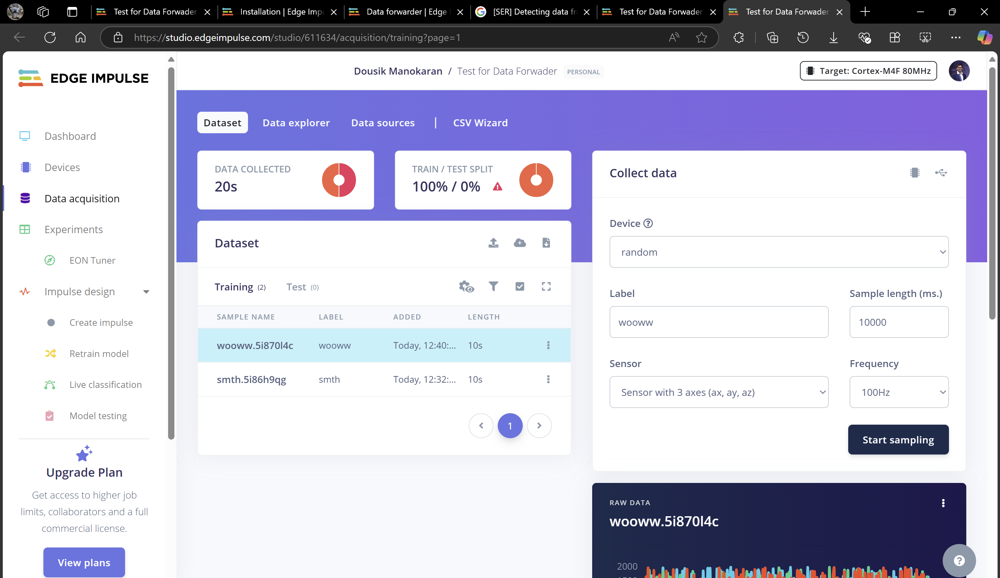 Test for Data Forwader
Installation | Edge Impu
Data forwarder | Edge
[SER] Detecting data fr
Test for Data Forwader
Test for Data Forwader
https://studio.edgeimpulse.com/studio/611634/acquisition/training?page=1
EDGE IMPULSE
Dousik Manokaran / Test for Data Forwader PERSONAL
Target: Cortex-M4F 80MHz
Dashboard
Devices
Data acquisition
Experiments
EON Tuner
Impulse design
Create impulse
Retrain model
Live classification
Model testing
Upgrade Plan
Get access to higher job
limits, collaborators and a full
commercial license.
View plans
Dataset
Data explorer
Data sources
|
CSV Wizard
DATA COLLECTED
20s
TRAIN / TEST SPLIT
100% / 0%
Dataset
Training (2)
Test (0)
SAMPLE NAME LABEL ADDED LENGTH
wooww.5i870l4c wooww Today, 12:40:... 10s
smth.5i86h9qg smth Today, 12:32:... 10s
1
Collect data
Device
random
Label
wooww
Sample length (ms.)
10000
Sensor
Sensor with 3 axes (ax, ay, az)
Frequency
100Hz
Start sampling
RAW DATA
wooww.5i870l4c
2000